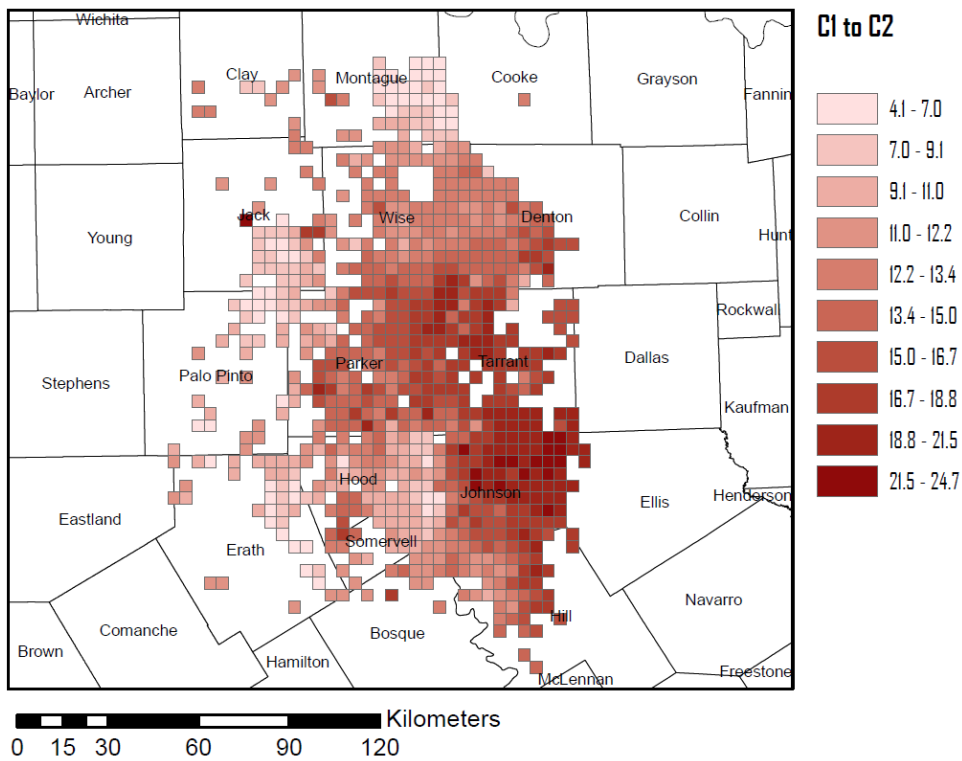 C1 to C2
Wichita
Clay
Montague
Cooke
Grayson
Fannin
Baylor
Archer
Jack
Wise
Denton
Collin
Hunt
Young
Rockwall
Stephens
Palo Pinto
Parker
Tarrant
Dallas
Kaufman
Hood
Johnson
Ellis
Henderson
Eastland
Erath
Somervell
Navarro
Comanche
Bosque
Hill
Brown
Hamilton
McLennan
Freestone
4.1 - 7.0
7.0 - 9.1
9.1 - 11.0
11.0 - 12.2
12.2 - 13.4
13.4 - 15.0
15.0 - 16.7
16.7 - 18.8
18.8 - 21.5
21.5 - 24.7
Kilometers
0 15 30 60 90 120